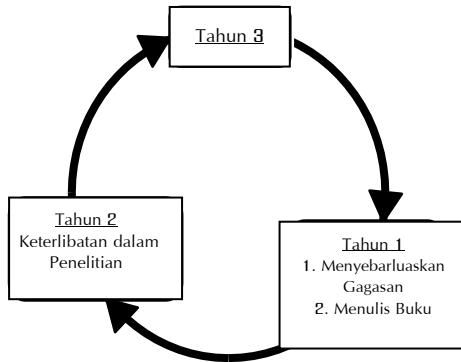 Tahun 3
Tahun 2
Keterlibatan dalam
Penelitian
Tahun 1
1. Menyebarluaskan
Gagasan
2. Menulis Buku